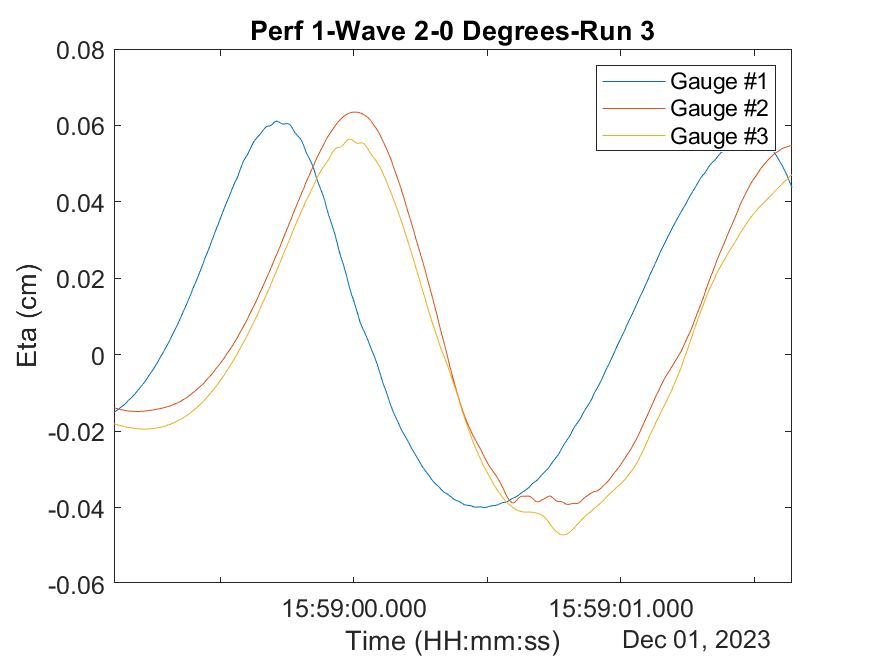 Perf 1-Wave 2-0 Degrees-Run 3
Gauge #1
Gauge #2
Gauge #3
Eta (cm)
0.08
0.06
0.04
0.02
0
-0.02
-0.04
-0.06
15:59:00.000
15:59:01.000
Time (HH:mm:ss)
Dec 01, 2023